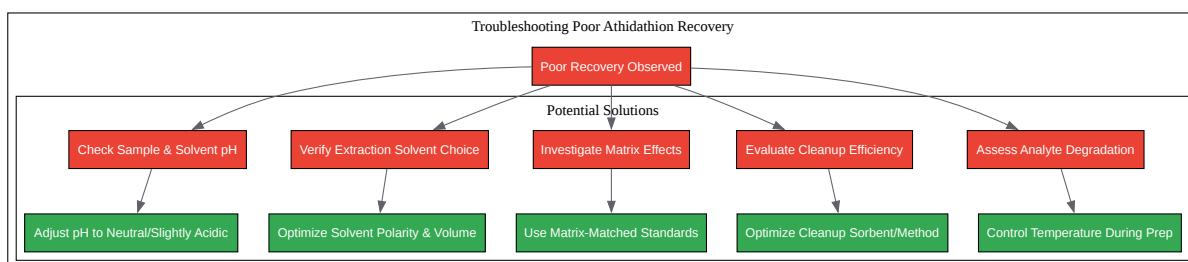 Troubleshooting Poor Athidathion Recovery
Poor Recovery Observed
Potential Solutions
Check Sample & Solvent pH
Verify Extraction Solvent Choice
Investigate Matrix Effects
Evaluate Cleanup Efficiency
Assess Analyte Degradation
Adjust pH to Neutral/Slightly Acidic
Optimize Solvent Polarity & Volume
Use Matrix-Matched Standards
Optimize Cleanup Sorbent/Method
Control Temperature During Prep